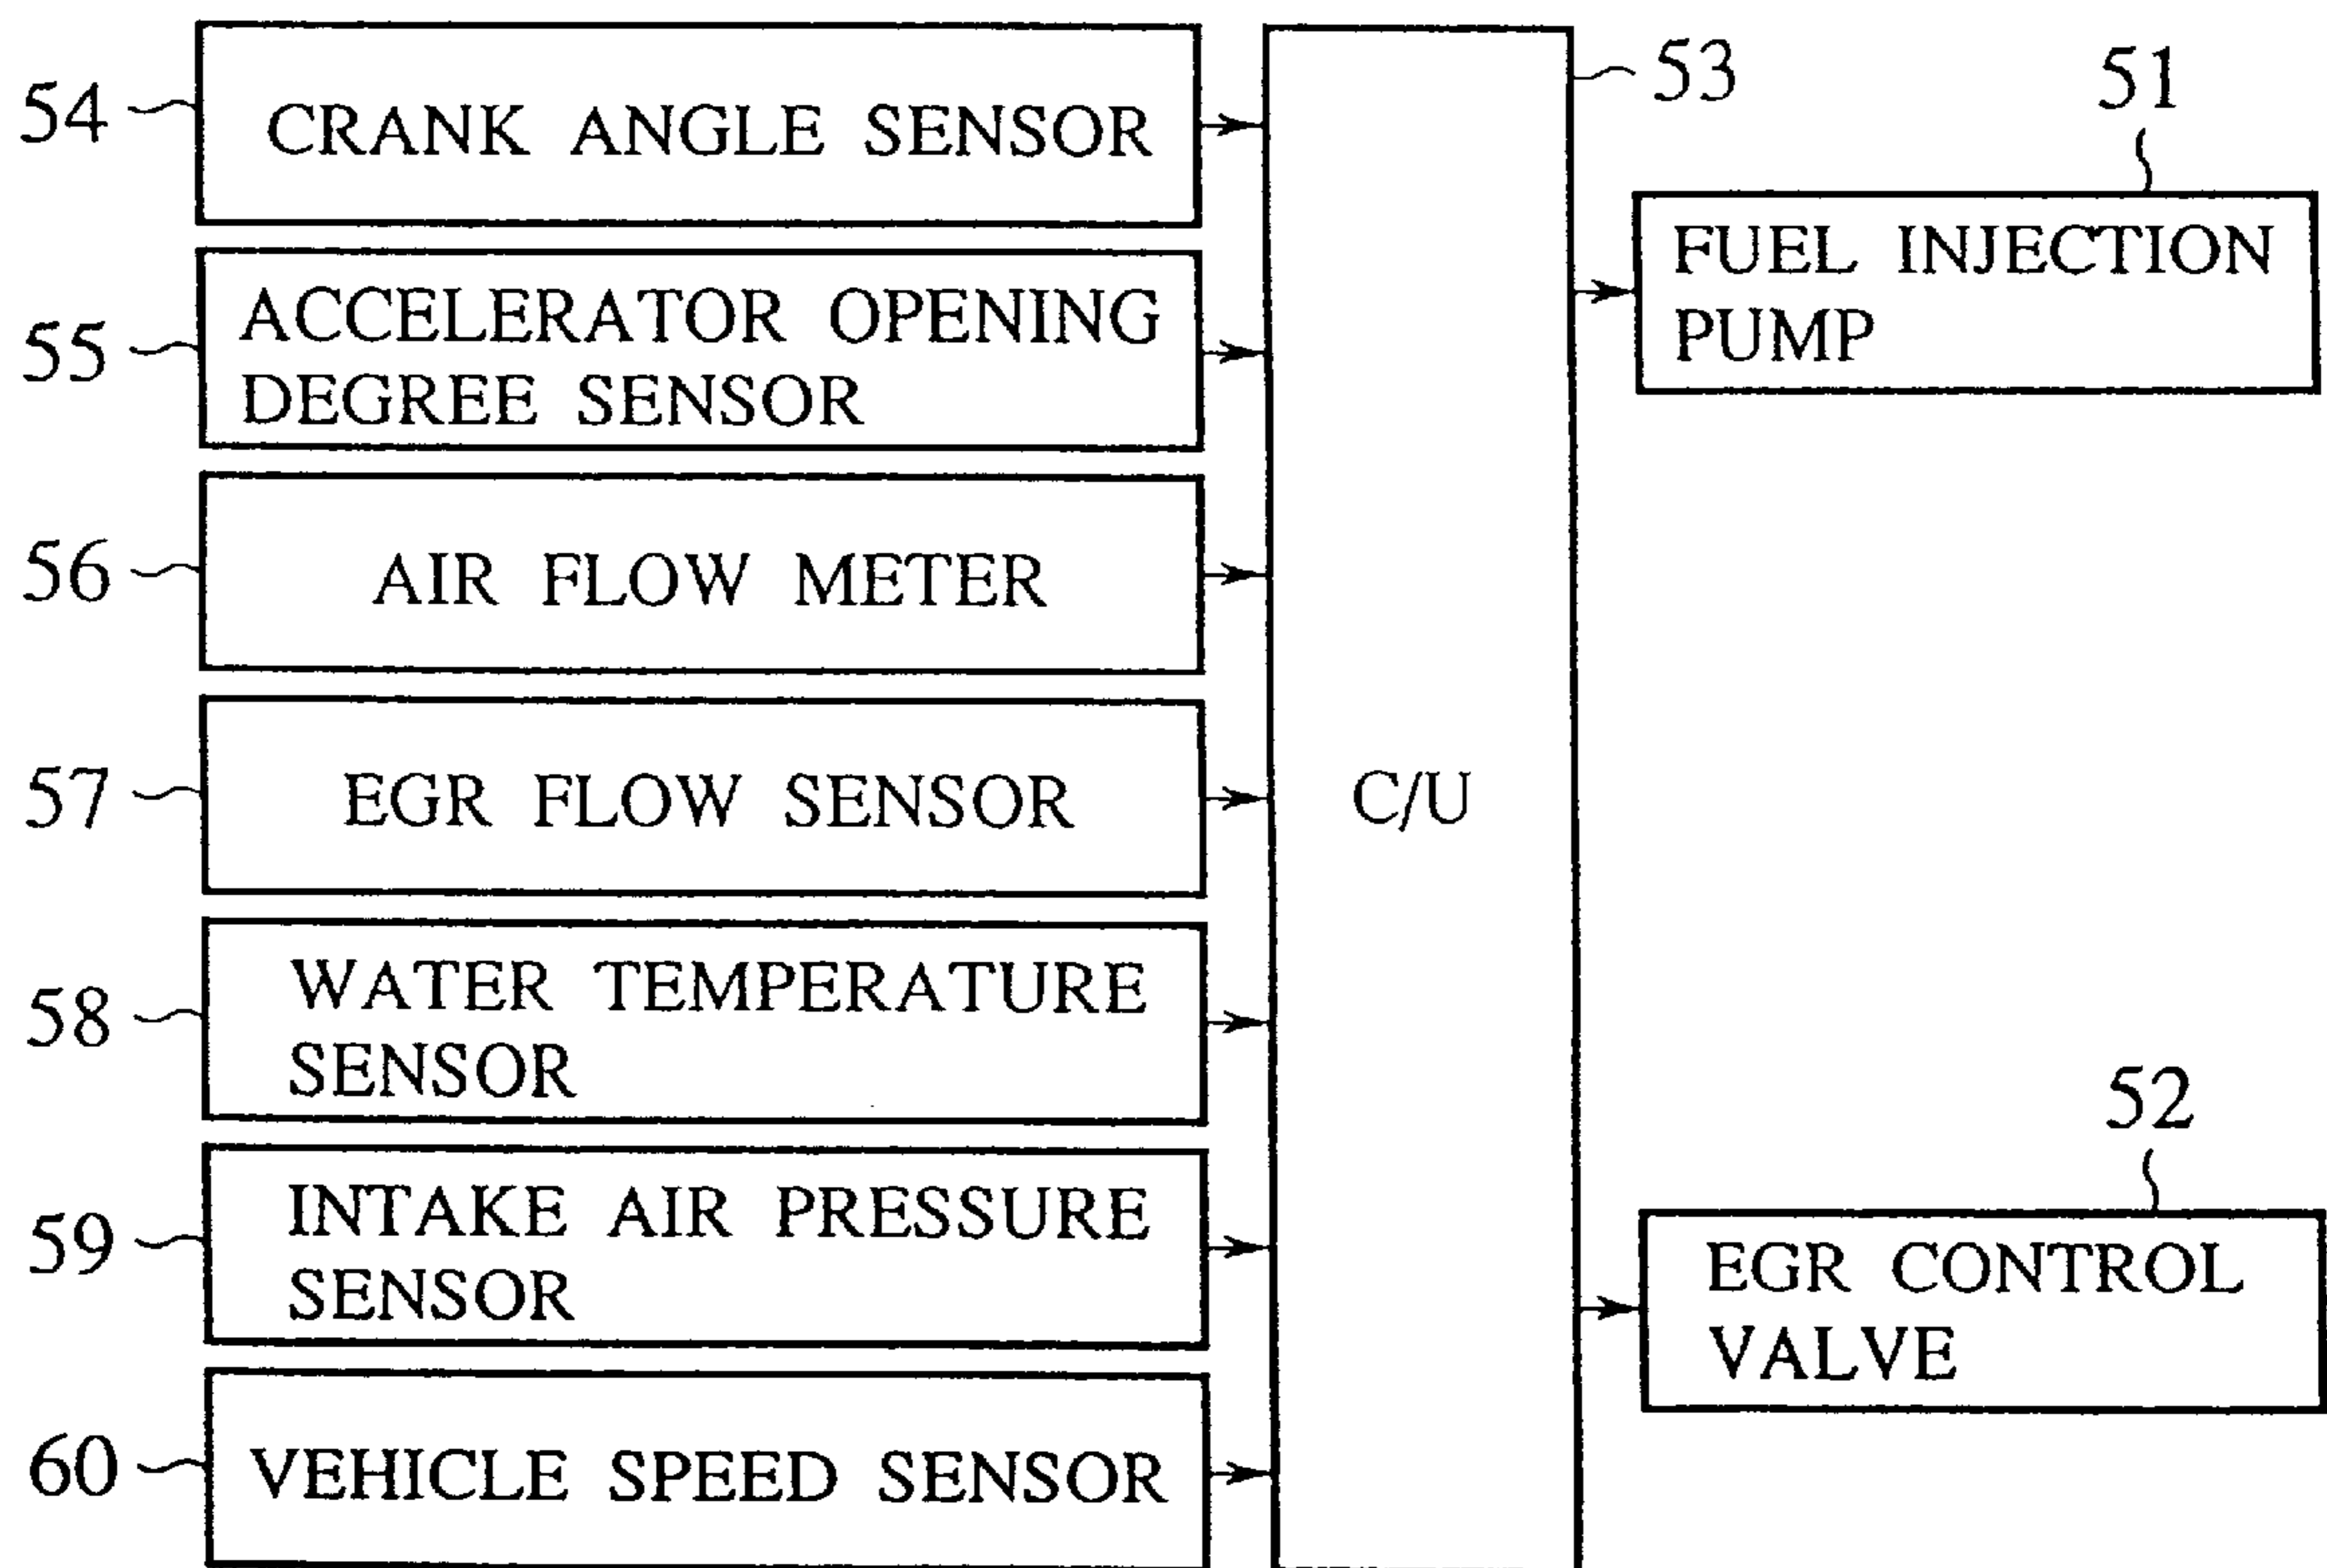 54
CRANK ANGLE SENSOR
55
ACCELERATOR OPENING
DEGREE SENSOR
56
AIR FLOW METER
57
EGR FLOW SENSOR
58
WATER TEMPERATURE
SENSOR
59
INTAKE AIR PRESSURE
SENSOR
60
VEHICLE SPEED SENSOR
53
C/U
51
FUEL INJECTION
PUMP
52
EGR CONTROL
VALVE